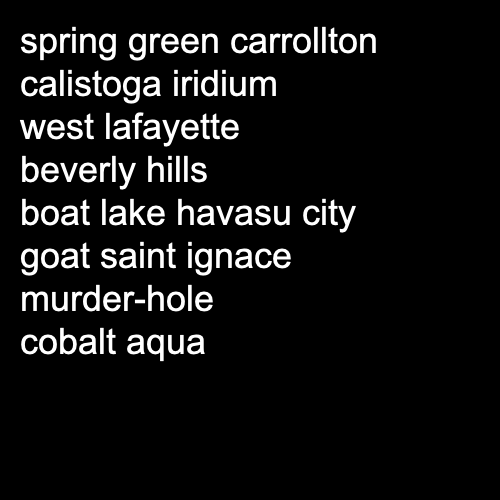 spring green carrollton
calistoga iridium
west lafayette
beverly hills
boat lake havasu city
goat saint ignace
murder-hole
cobalt aqua